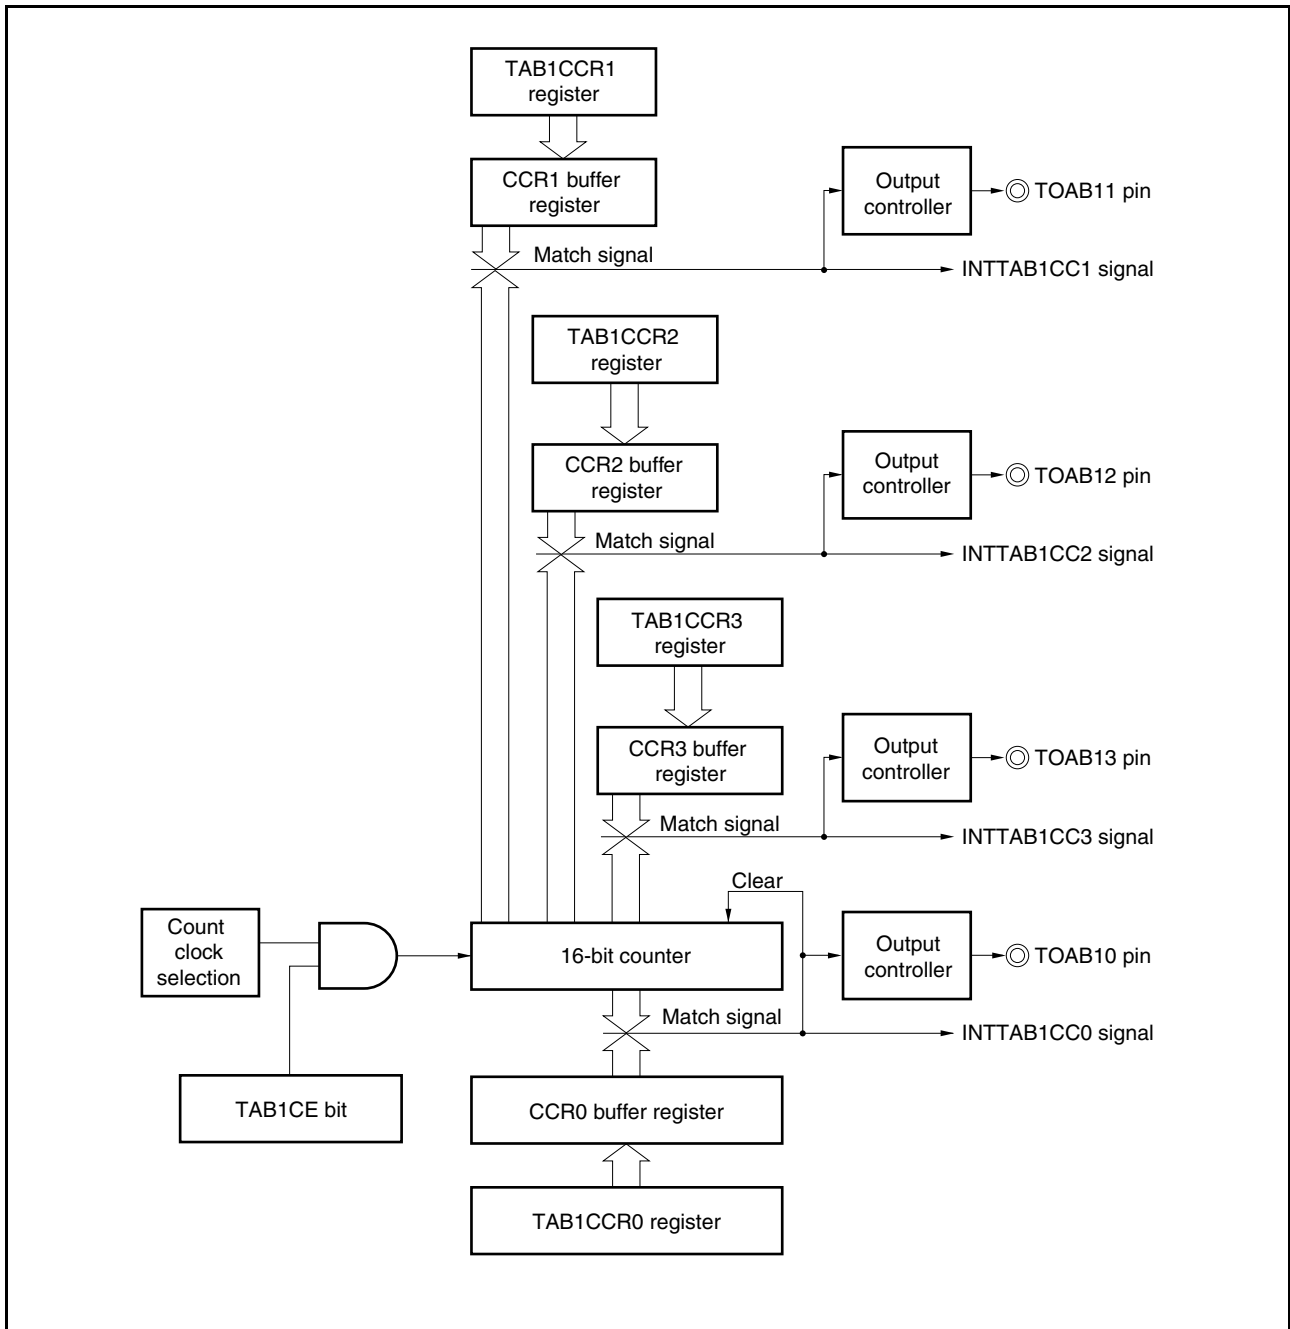 TAB1CCR1
register
CCR1 buffer
register
Output
controller
TOAB11 pin
Match signal
INTTAB1CC1 signal
TAB1CCR2
register
CCR2 buffer
register
Output
controller
TOAB12 pin
Match signal
INTTAB1CC2 signal
TAB1CCR3
register
CCR3 buffer
register
Output
controller
TOAB13 pin
Match signal
INTTAB1CC3 signal
Clear
Count
clock
selection
16-bit counter
Output
controller
TOAB10 pin
Match signal
INTTAB1CC0 signal
TAB1CE bit
CCR0 buffer register
TAB1CCR0 register